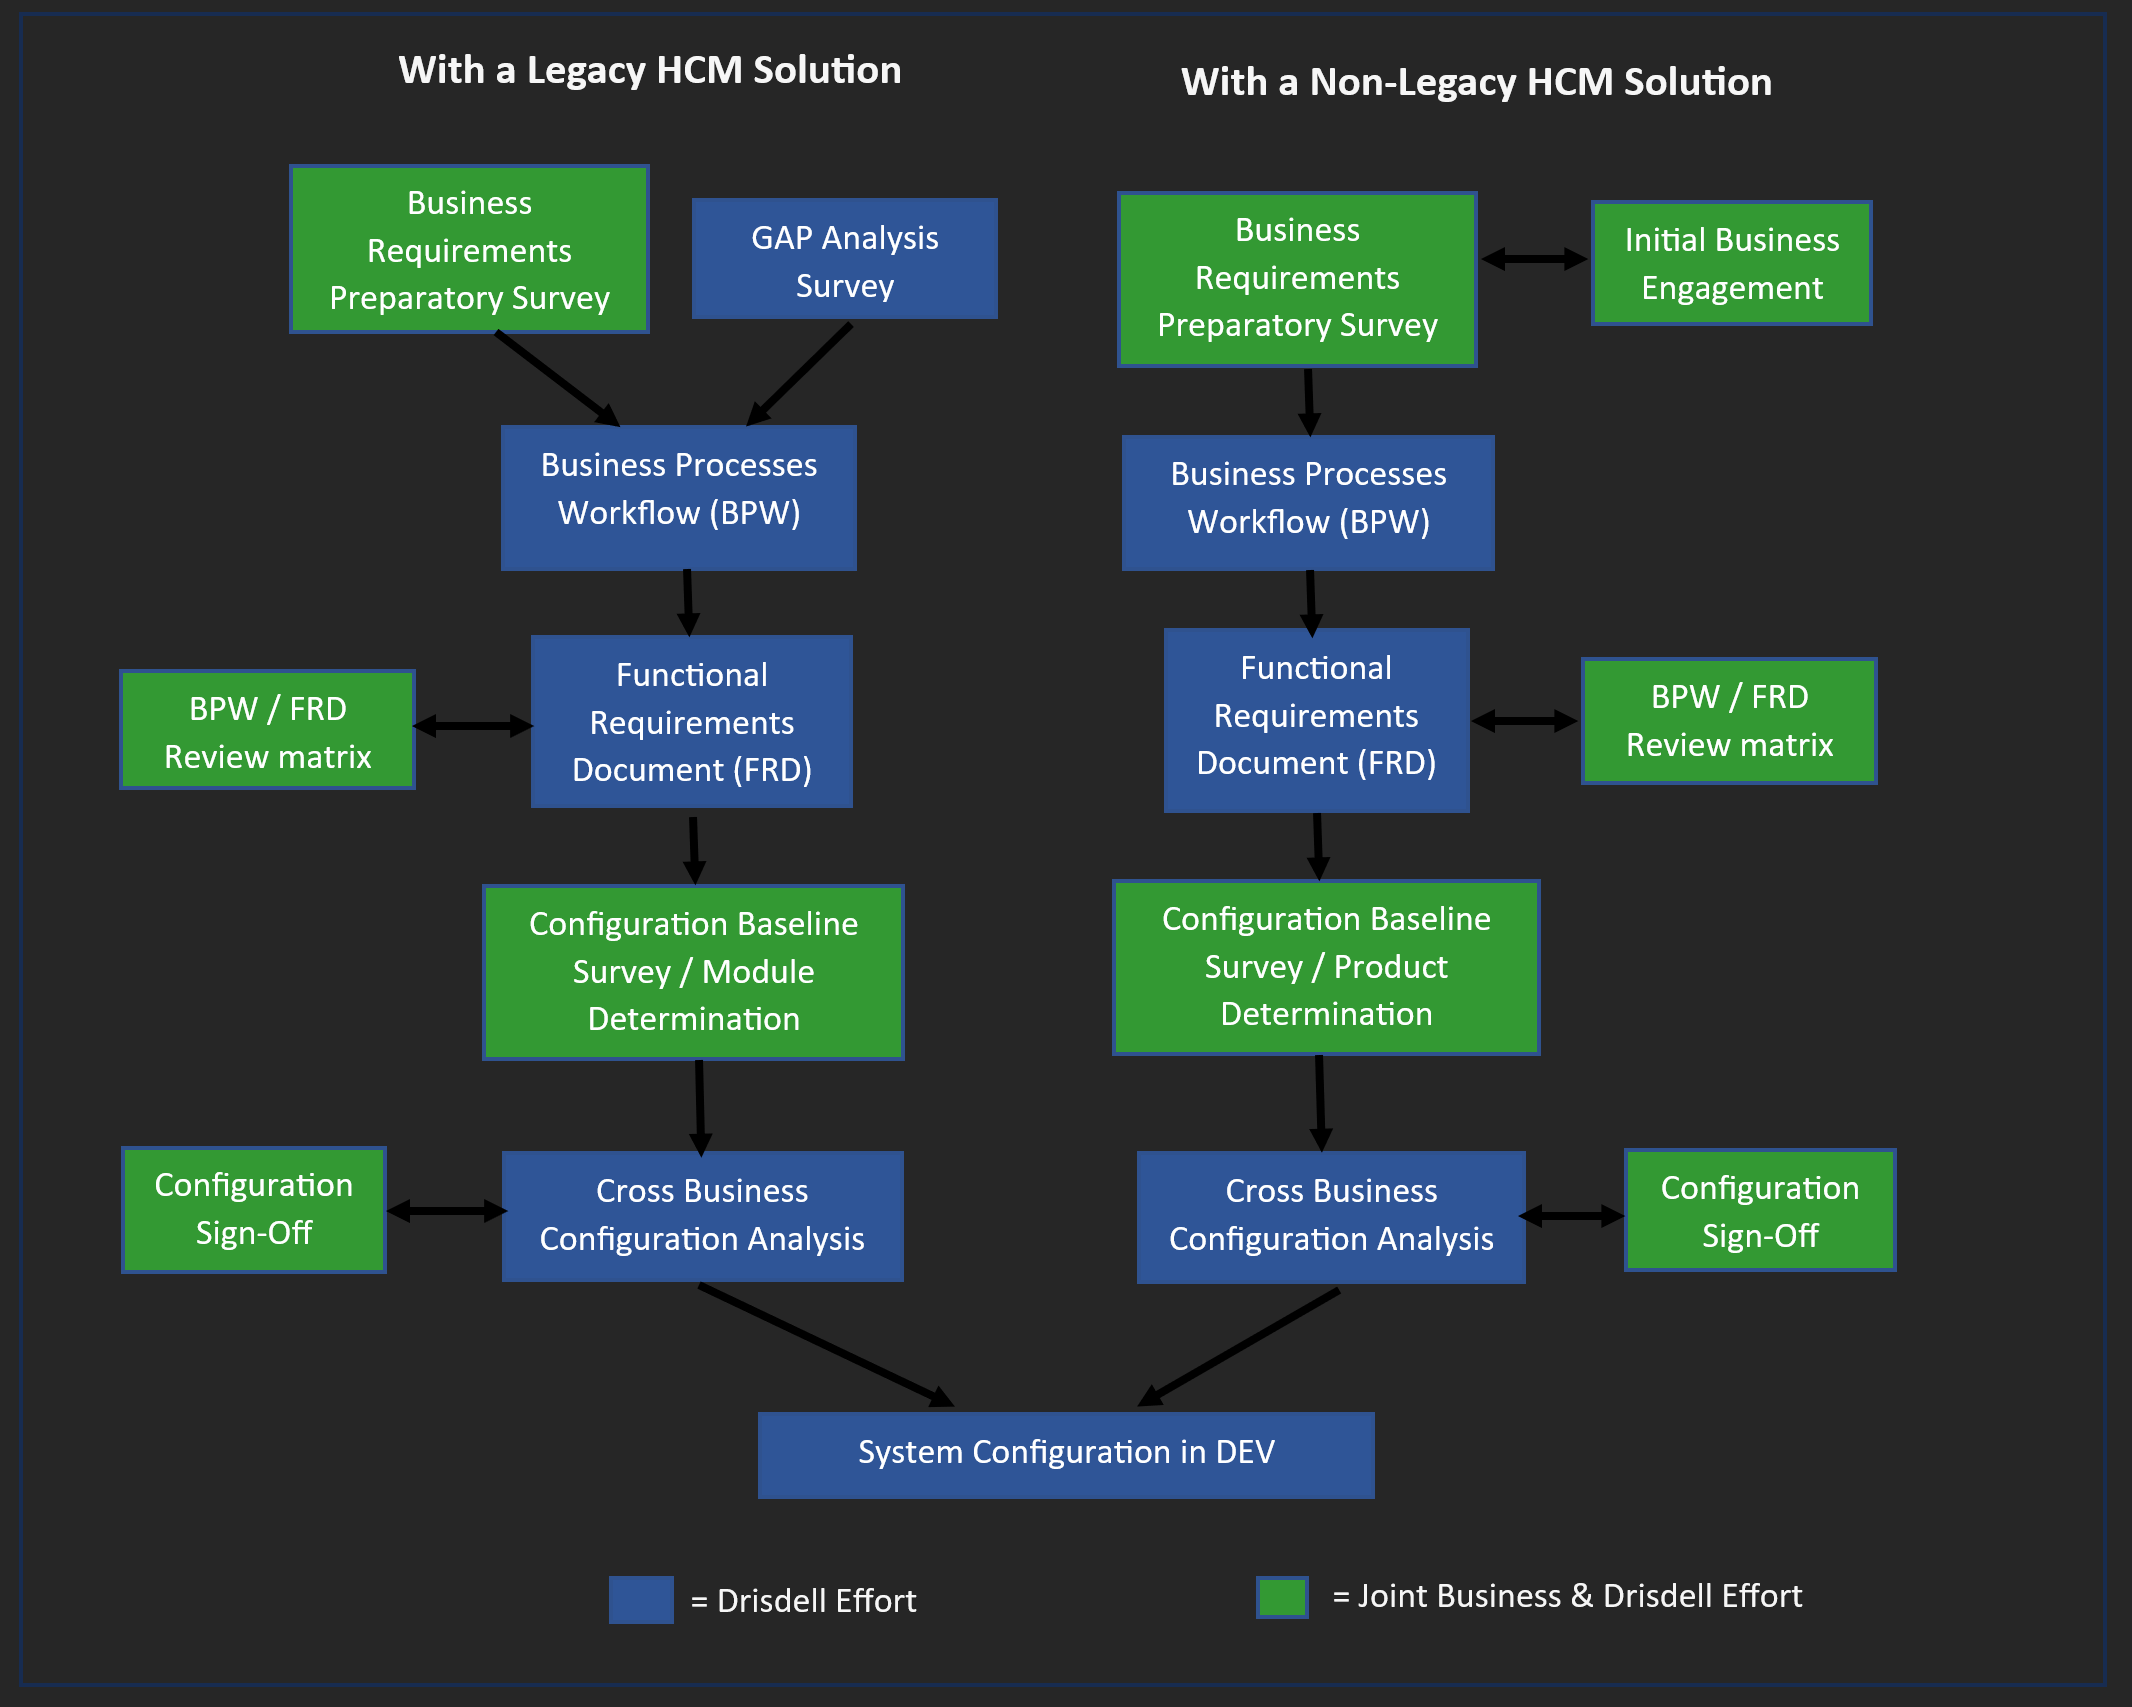 With a Legacy HCM Solution
Business
Requirements
Preparatory Survey
GAP Analysis
Survey
Business Processes
Workflow (BPW)
BPW / FRD
Review matrix
Functional
Requirements
Document (FRD)
Configuration Baseline
Survey / Module
Determination
Configuration
Sign-Off
Cross Business
Configuration Analysis
With a Non-Legacy HCM Solution
Business
Requirements
Preparatory Survey
Initial Business
Engagement
Business Processes
Workflow (BPW)
Functional
Requirements
Document (FRD)
BPW / FRD
Review matrix
Configuration Baseline
Survey / Product
Determination
Cross Business
Configuration Analysis
Configuration
Sign-Off
System Configuration in DEV
= Drisdell Effort
= Joint Business & Drisdell Effort